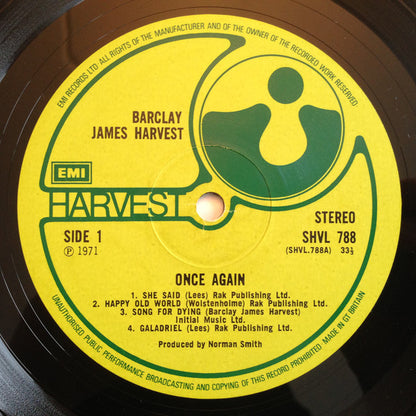 EMI RECORDS LTD ALL RIGHTS OF THE MANUFACTURER AND OF THE OWNER OF THE RECORDED WORK RESERVED
BARCLAY
JAMES HARVEST
EMI
HARVEST
SIDE 1
℗ 1971
STEREO
SHVL 788
(SHVL.788A) 33⅓
ONCE AGAIN
1. SHE SAID (Lees) Rak Publishing Ltd.
2. HAPPY OLD WORLD (Wolstenholme) Rak Publishing Ltd.
3. SONG FOR DYING (Barclay James Harvest)
Initial Music Ltd.
4. GALADRIEL (Lees) Rak Publishing Ltd.
Produced by Norman Smith
UNAUTHORISED PUBLIC PERFORMANCE BROADCASTING AND COPYING OF THIS RECORD PROHIBITED. MADE IN GT BRITAIN